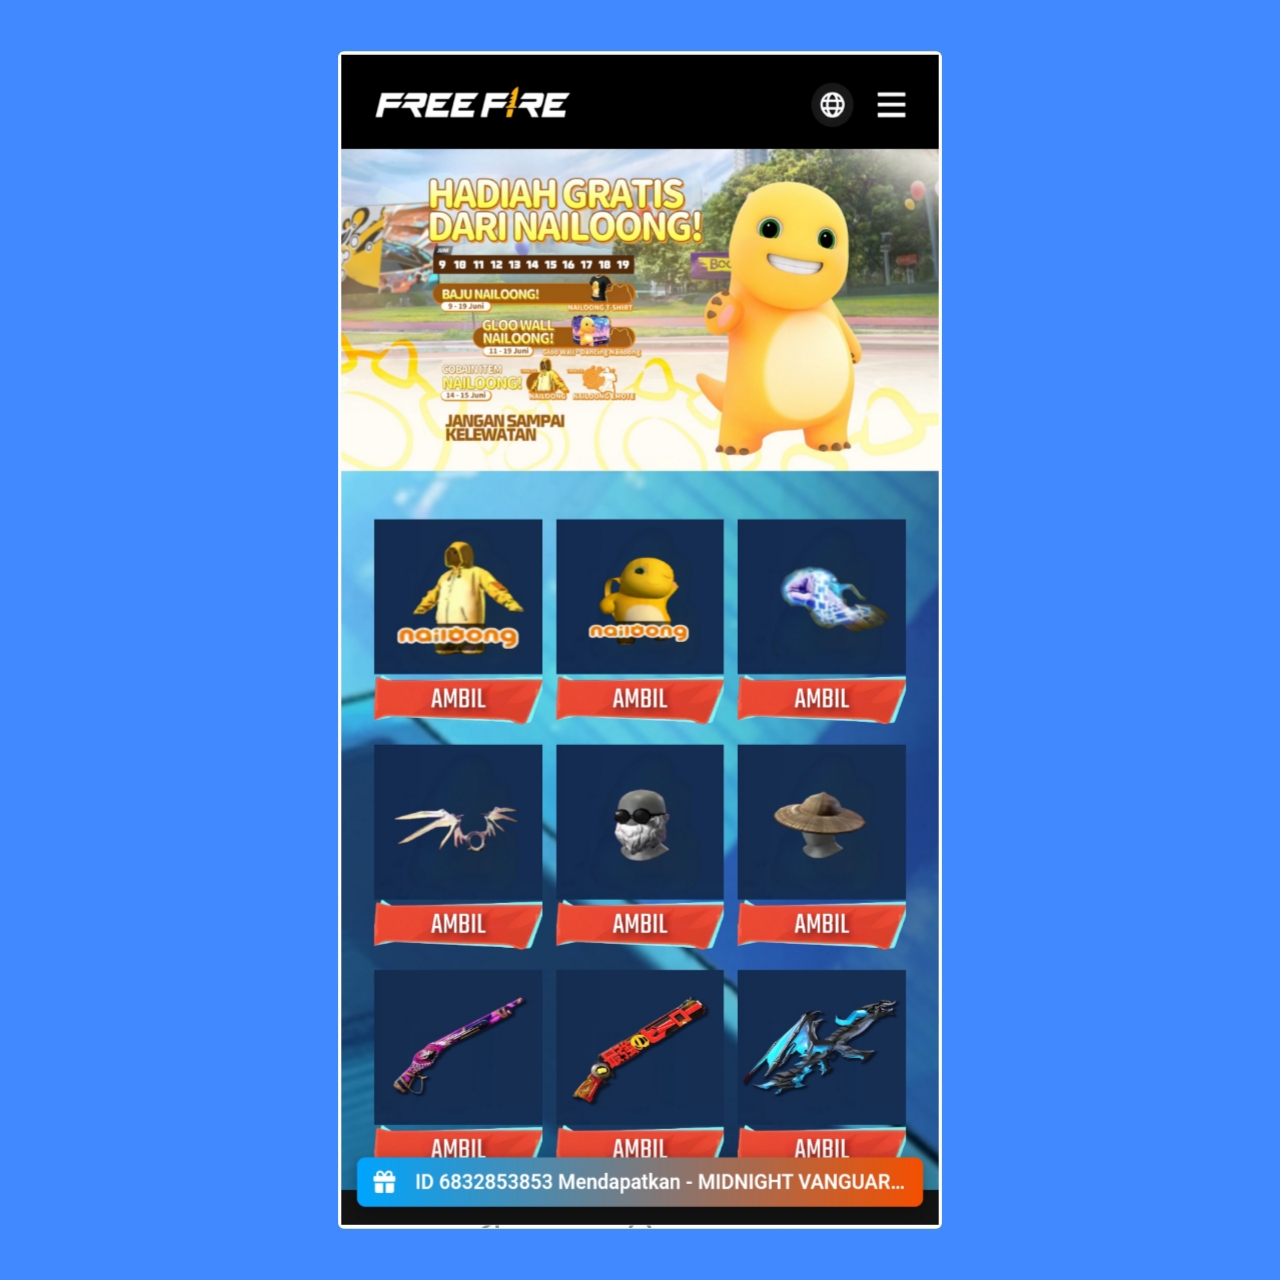 FREE FIRE
HADIAH GRATIS
DARI NAILOONG!
JUNI
9 10 11 12 13 14 15 16 17 18 19
BAJU NAILOONG!
9 - 19 Juni
NAILOONG T-SHIRT
GLOO WALL
NAILOONG!
11 - 19 Juni
Gloo Wall - Dancing Nailoong
COBAIN ITEM
NAILOONG!
14 - 15 Juni
NAILOONG
NAILOONG EMOTE
JANGAN SAMPAI
KELEWATAN
nailoong
nailoong
AMBIL
AMBIL
AMBIL
AMBIL
AMBIL
AMBIL
AMBIL
AMBIL
AMBIL
ID 6832853853 Mendapatkan - MIDNIGHT VANGUAR...